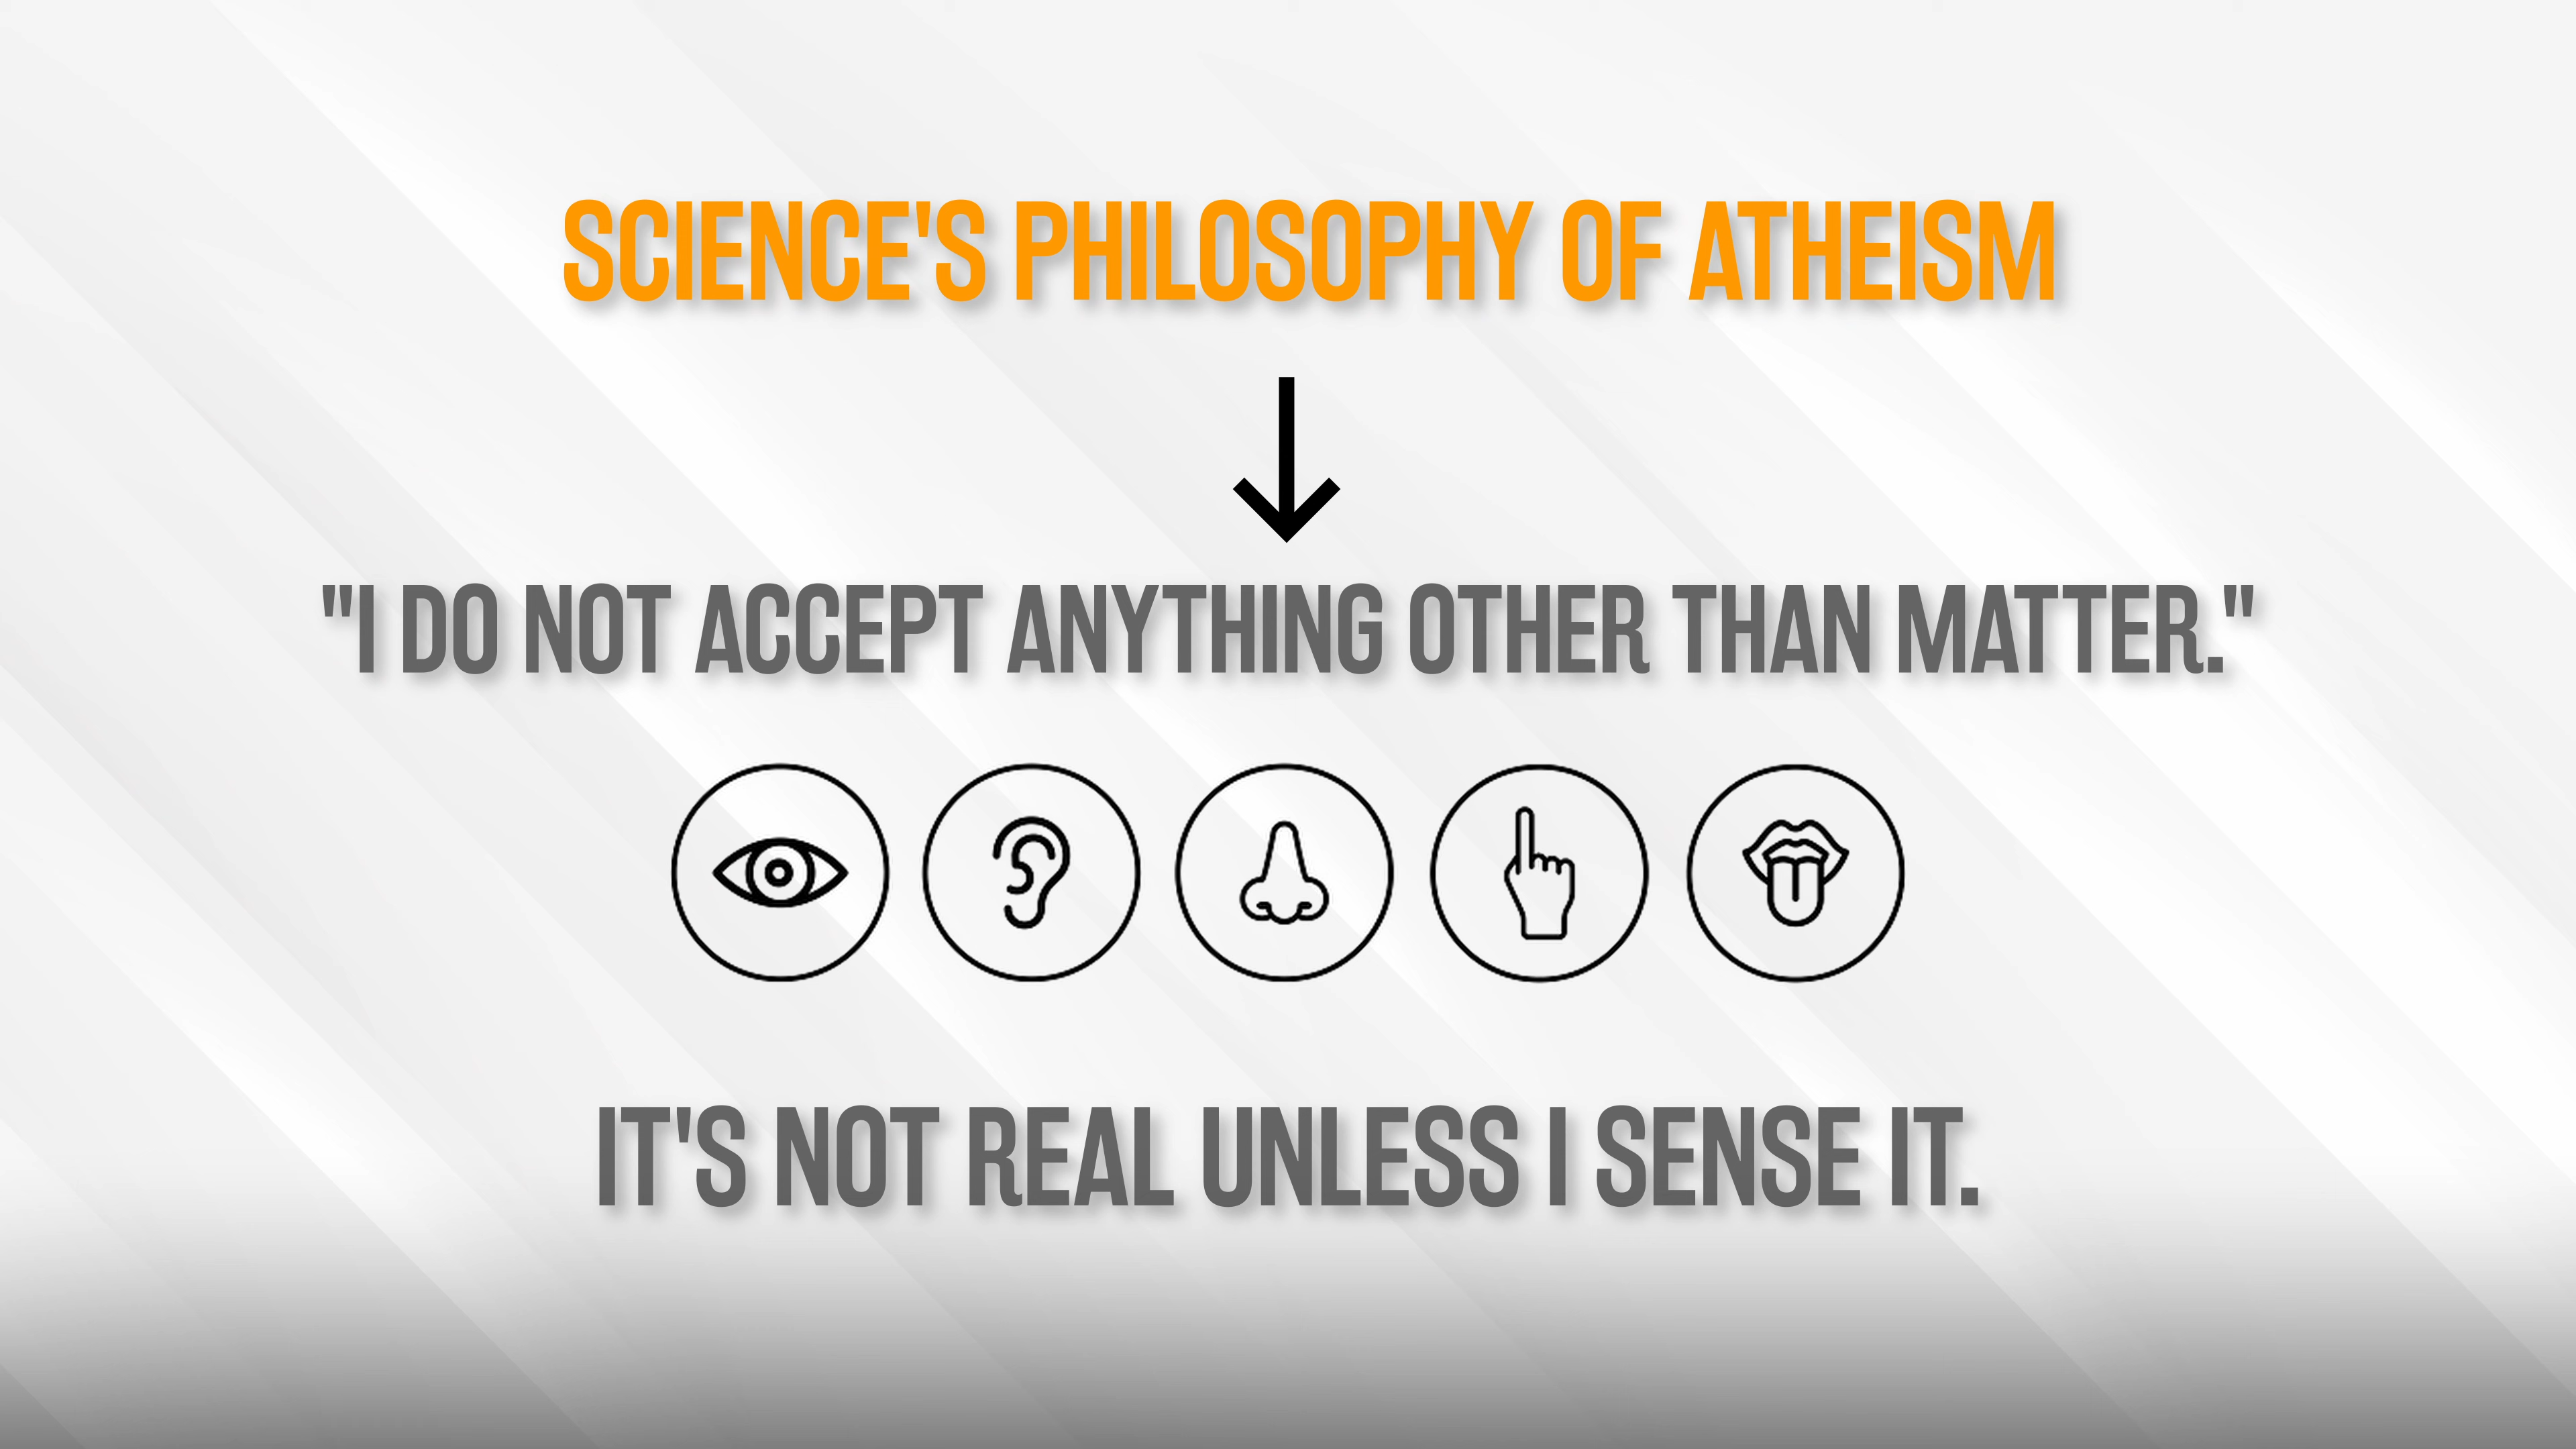 SCIENCE'S PHILOSOPHY OF ATHEISM
"I DO NOT ACCEPT ANYTHING OTHER THAN MATTER."
IT'S NOT REAL UNLESS I SENSE IT.